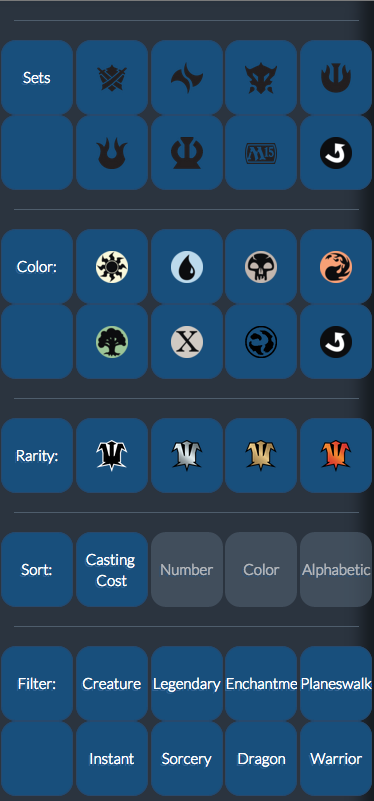 Sets
M15
Color:
X
Rarity:
Sort:
Casting
Cost
Number
Color
Alphabetic
Filter:
Creature
Legendary
Enchantme
Planeswalk
Instant
Sorcery
Dragon
Warrior